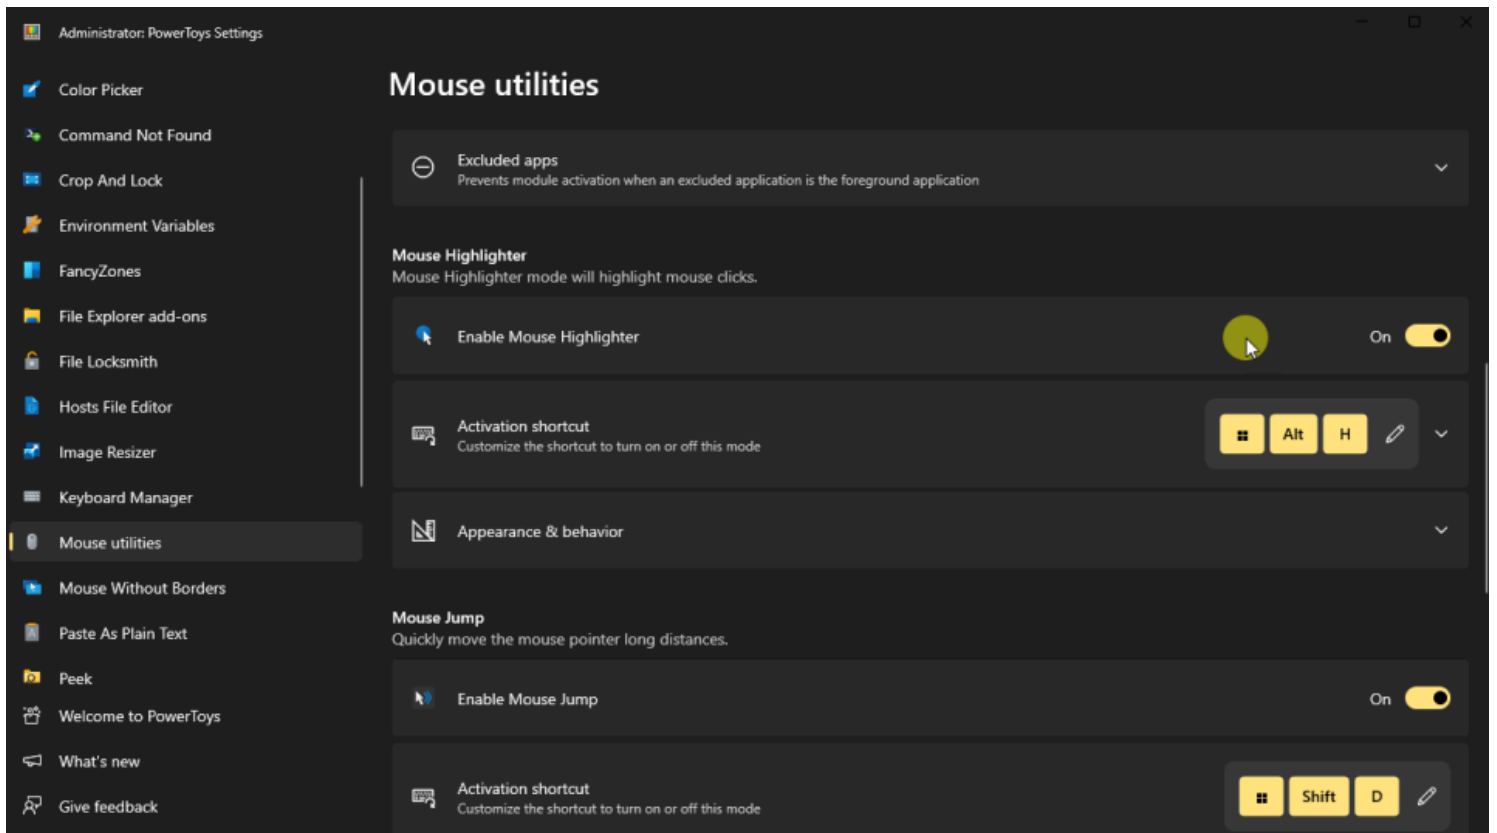 Administrator: PowerToys Settings
Color Picker
Command Not Found
Crop And Lock
Environment Variables
FancyZones
File Explorer add-ons
File Locksmith
Hosts File Editor
Image Resizer
Keyboard Manager
Mouse utilities
Mouse Without Borders
Paste As Plain Text
Peek
Welcome to PowerToys
What's new
Give feedback
Mouse utilities
Excluded apps
Prevents module activation when an excluded application is the foreground application
Mouse Highlighter
Mouse Highlighter mode will highlight mouse clicks.
Enable Mouse Highlighter
On
Activation shortcut
Customize the shortcut to turn on or off this mode
Alt H
Appearance & behavior
Mouse Jump
Quickly move the mouse pointer long distances.
Enable Mouse Jump
On
Activation shortcut
Customize the shortcut to turn on or off this mode
Shift D